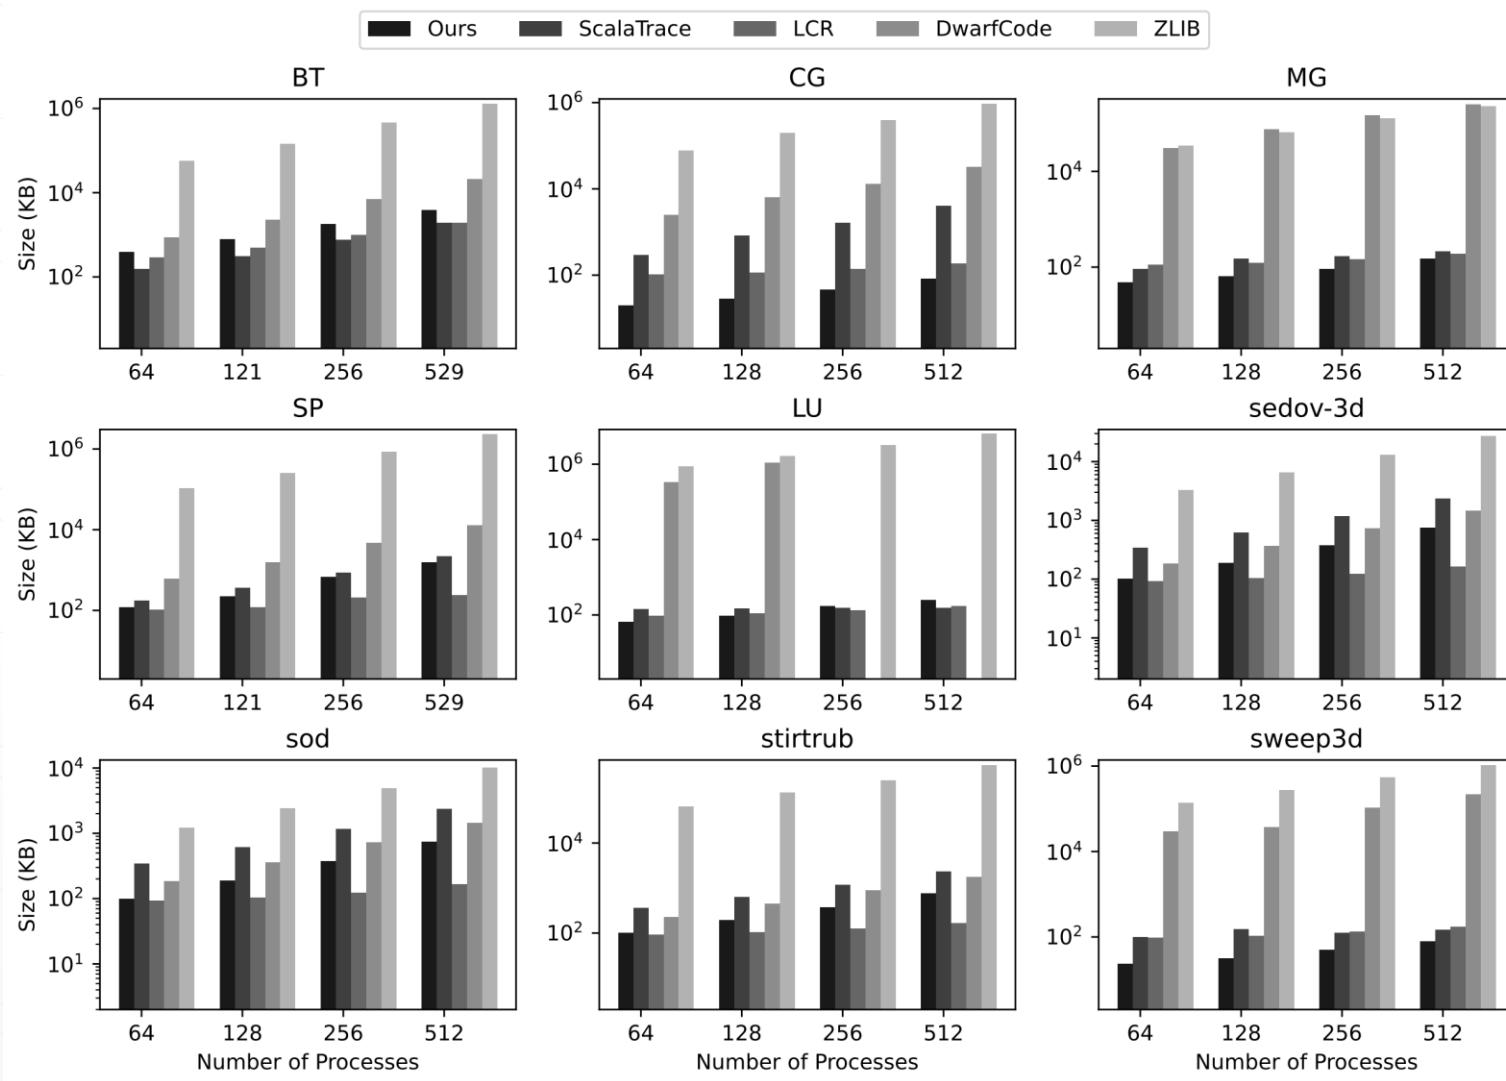 Ours ScalaTrace LCR DwarfCode ZLIB
BT CG MG
Size (KB)
10^6 10^4 10^2
10^6 10^4 10^2
10^4 10^2
64 121 256 529
64 128 256 512
64 128 256 512
SP LU sedov-3d
Size (KB)
10^6 10^4 10^2
10^6 10^4 10^2
10^4 10^3 10^2 10^1
64 121 256 529
64 128 256 512
64 128 256 512
sod stirtrub sweep3d
Size (KB)
10^4 10^3 10^2 10^1
10^4 10^2
10^6 10^4 10^2
64 128 256 512
64 128 256 512
64 128 256 512
Number of Processes Number of Processes Number of Processes